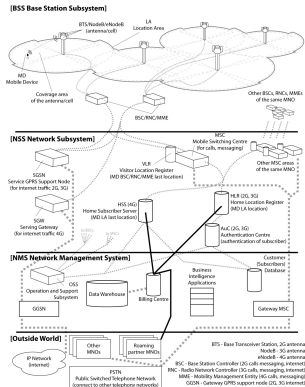 [BSS Base Station Subsystem]
BTS/NodeB/eNodeB
(antenna/cell)
LA
Location Area
MD
Mobile Device
Coverage area
of the antenna/cell
BSC/RNC/MME
Other BSCs, RNCs, MMEs
of the same MNO
[NSS Network Subsystem]
MSC
Mobile Switching Centre
(for calls, messaging)
VLR
Visitor Location Register
(MD BSC/RNC/MME last location)
Other MSC areas
of the same MNO
SGSN
Service GPRS Support Node
(for internet traffic 2G, 3G)
HSS (4G)
Home Subscriber Server
(MD LA last location)
HLR (2G, 3G)
Home Location Register
(MD LA location)
SGW
Serving Gateway
(for internet traffic 4G)
AuC (2G, 3G)
Authentication Centre
(authentication of subscriber)
[NMS Network Management System]
Customer
(Subscribers)
Database
OSS
Operation and Support
Subsystem
Data Warehouse
Billing Centre
Business
Intelligence
Applications
GGSN
Gateway MSC
[Outside World]
IP Network
(internet)
Other
MNOs
Roaming
partner MNOs
PSTN
Public Switched Telephone Network
(connect to other telephone networks)
BTS - Base Transceiver Station, 2G antenna
NodeB - 3G antenna
eNodeB - 4G antenna
BSC - Base Station Controller (2G calls, messaging, internet)
RNC - Radio Network Controller (3G calls, messaging, internet)
MME - Mobility Management Entity (4G calls, messaging)
GGSN - Gateway GPRS support node (2G, 3G internet)